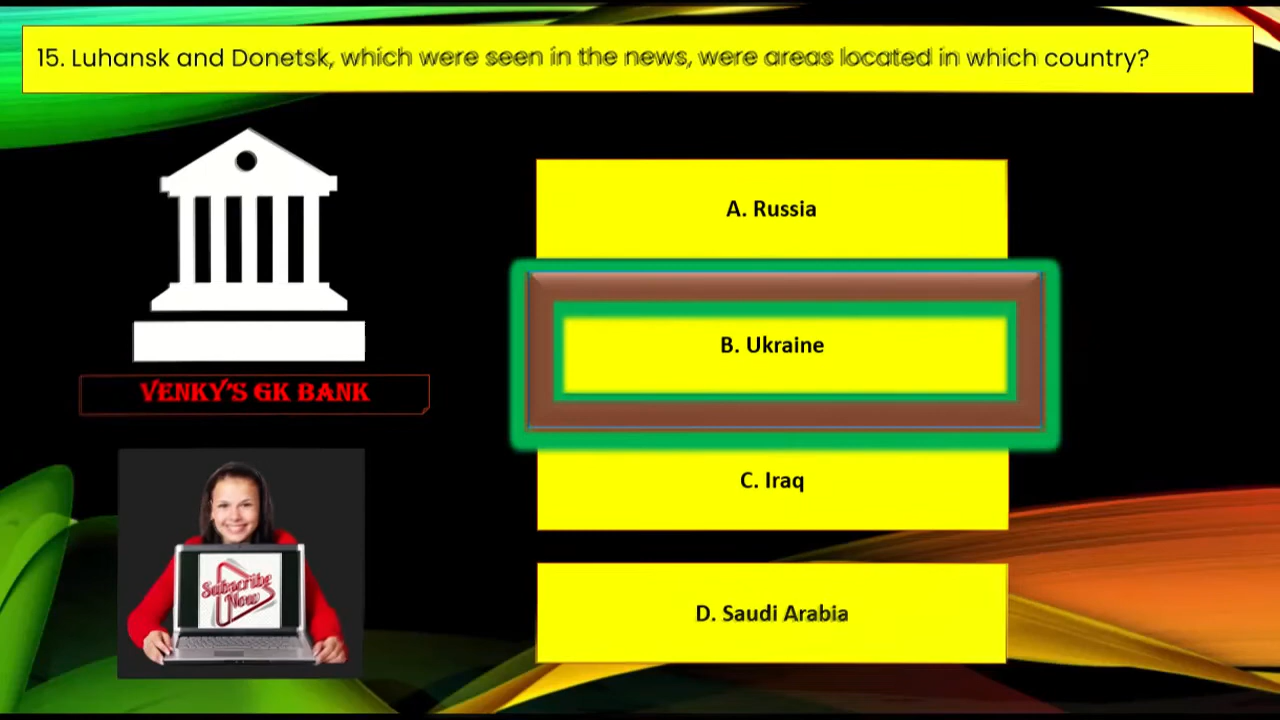 15. Luhansk and Donetsk, which were seen in the news, were areas located in which country?
A. Russia
B. Ukraine
VENKY'S GK BANK
C. Iraq
Subscribe
Now
D. Saudi Arabia